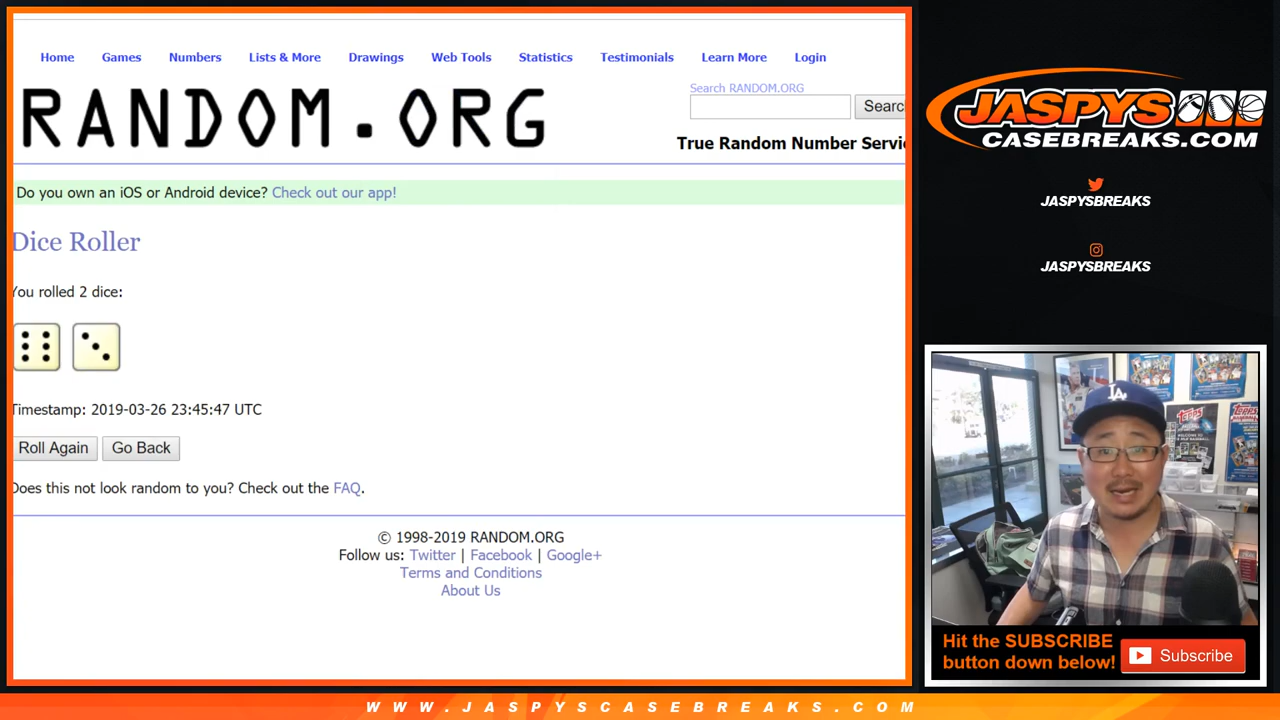 Home Games Numbers Lists & More Drawings Web Tools Statistics Testimonials Learn More Login
Search RANDOM.ORG
Searc
RANDOM.ORG
True Random Number Servi
Do you own an iOS or Android device? Check out our app!
Dice Roller
You rolled 2 dice:
Timestamp: 2019-03-26 23:45:47 UTC
Roll Again Go Back
Does this not look random to you? Check out the FAQ.
© 1998-2019 RANDOM.ORG
Follow us: Twitter | Facebook | Google+
Terms and Conditions
About Us
JASPYS
CASEBREAKS.COM
JASPYSBREAKS
JASPYSBREAKS
LA
Hit the SUBSCRIBE
button down below!
Subscribe
WWW.JASPYSCASEBREAKS.COM